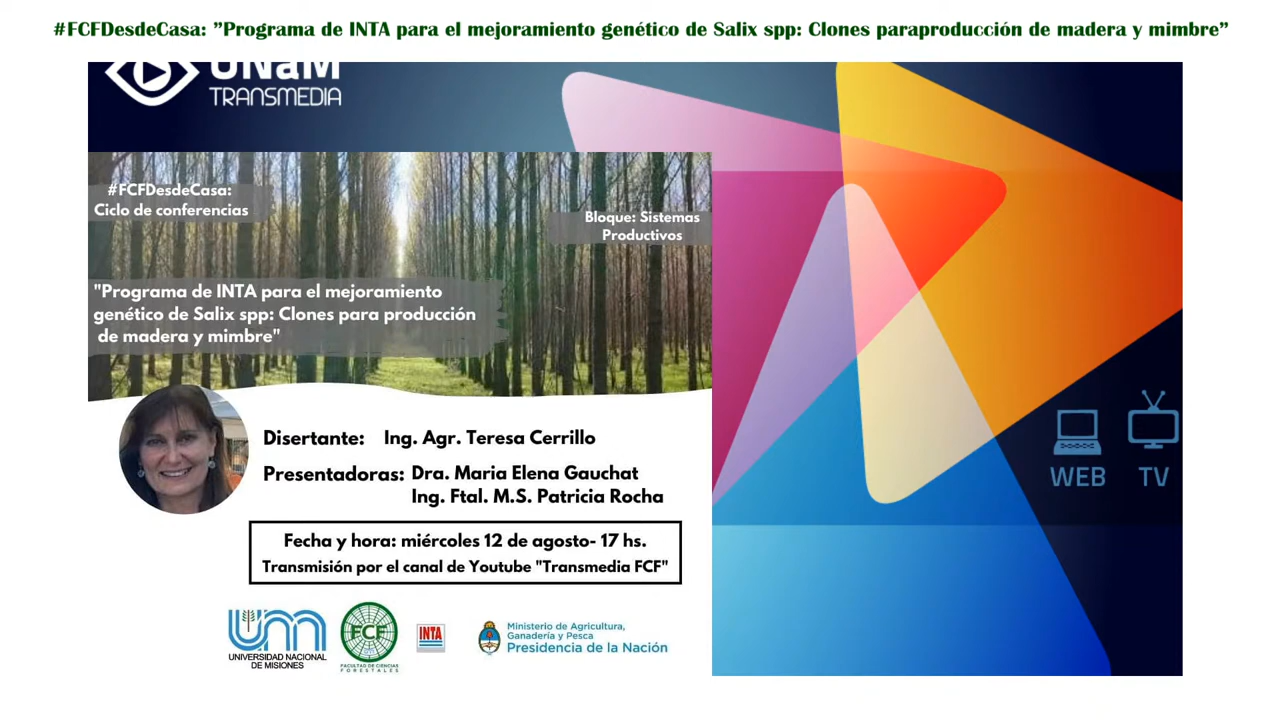 #FCFDesdeCasa: ”Programa de INTA para el mejoramiento genético de Salix spp: Clones paraproducción de madera y mimbre”
UNaM
TRANSMEDIA
#FCFDesdeCasa:
Ciclo de conferencias
Bloque: Sistemas
Productivos
"Programa de INTA para el mejoramiento
genético de Salix spp: Clones para producción
de madera y mimbre"
Disertante: Ing. Agr. Teresa Cerrillo
Presentadoras: Dra. Maria Elena Gauchat
Ing. Ftal. M.S. Patricia Rocha
Fecha y hora: miércoles 12 de agosto- 17 hs.
Transmisión por el canal de Youtube "Transmedia FCF"
WEB TV
UNIVERSIDAD NACIONAL
DE MISIONES
FCF
FACULTAD DE CIENCIAS
FORESTALES
INTA
Ministerio de Agricultura,
Ganadería y Pesca
Presidencia de la Nación